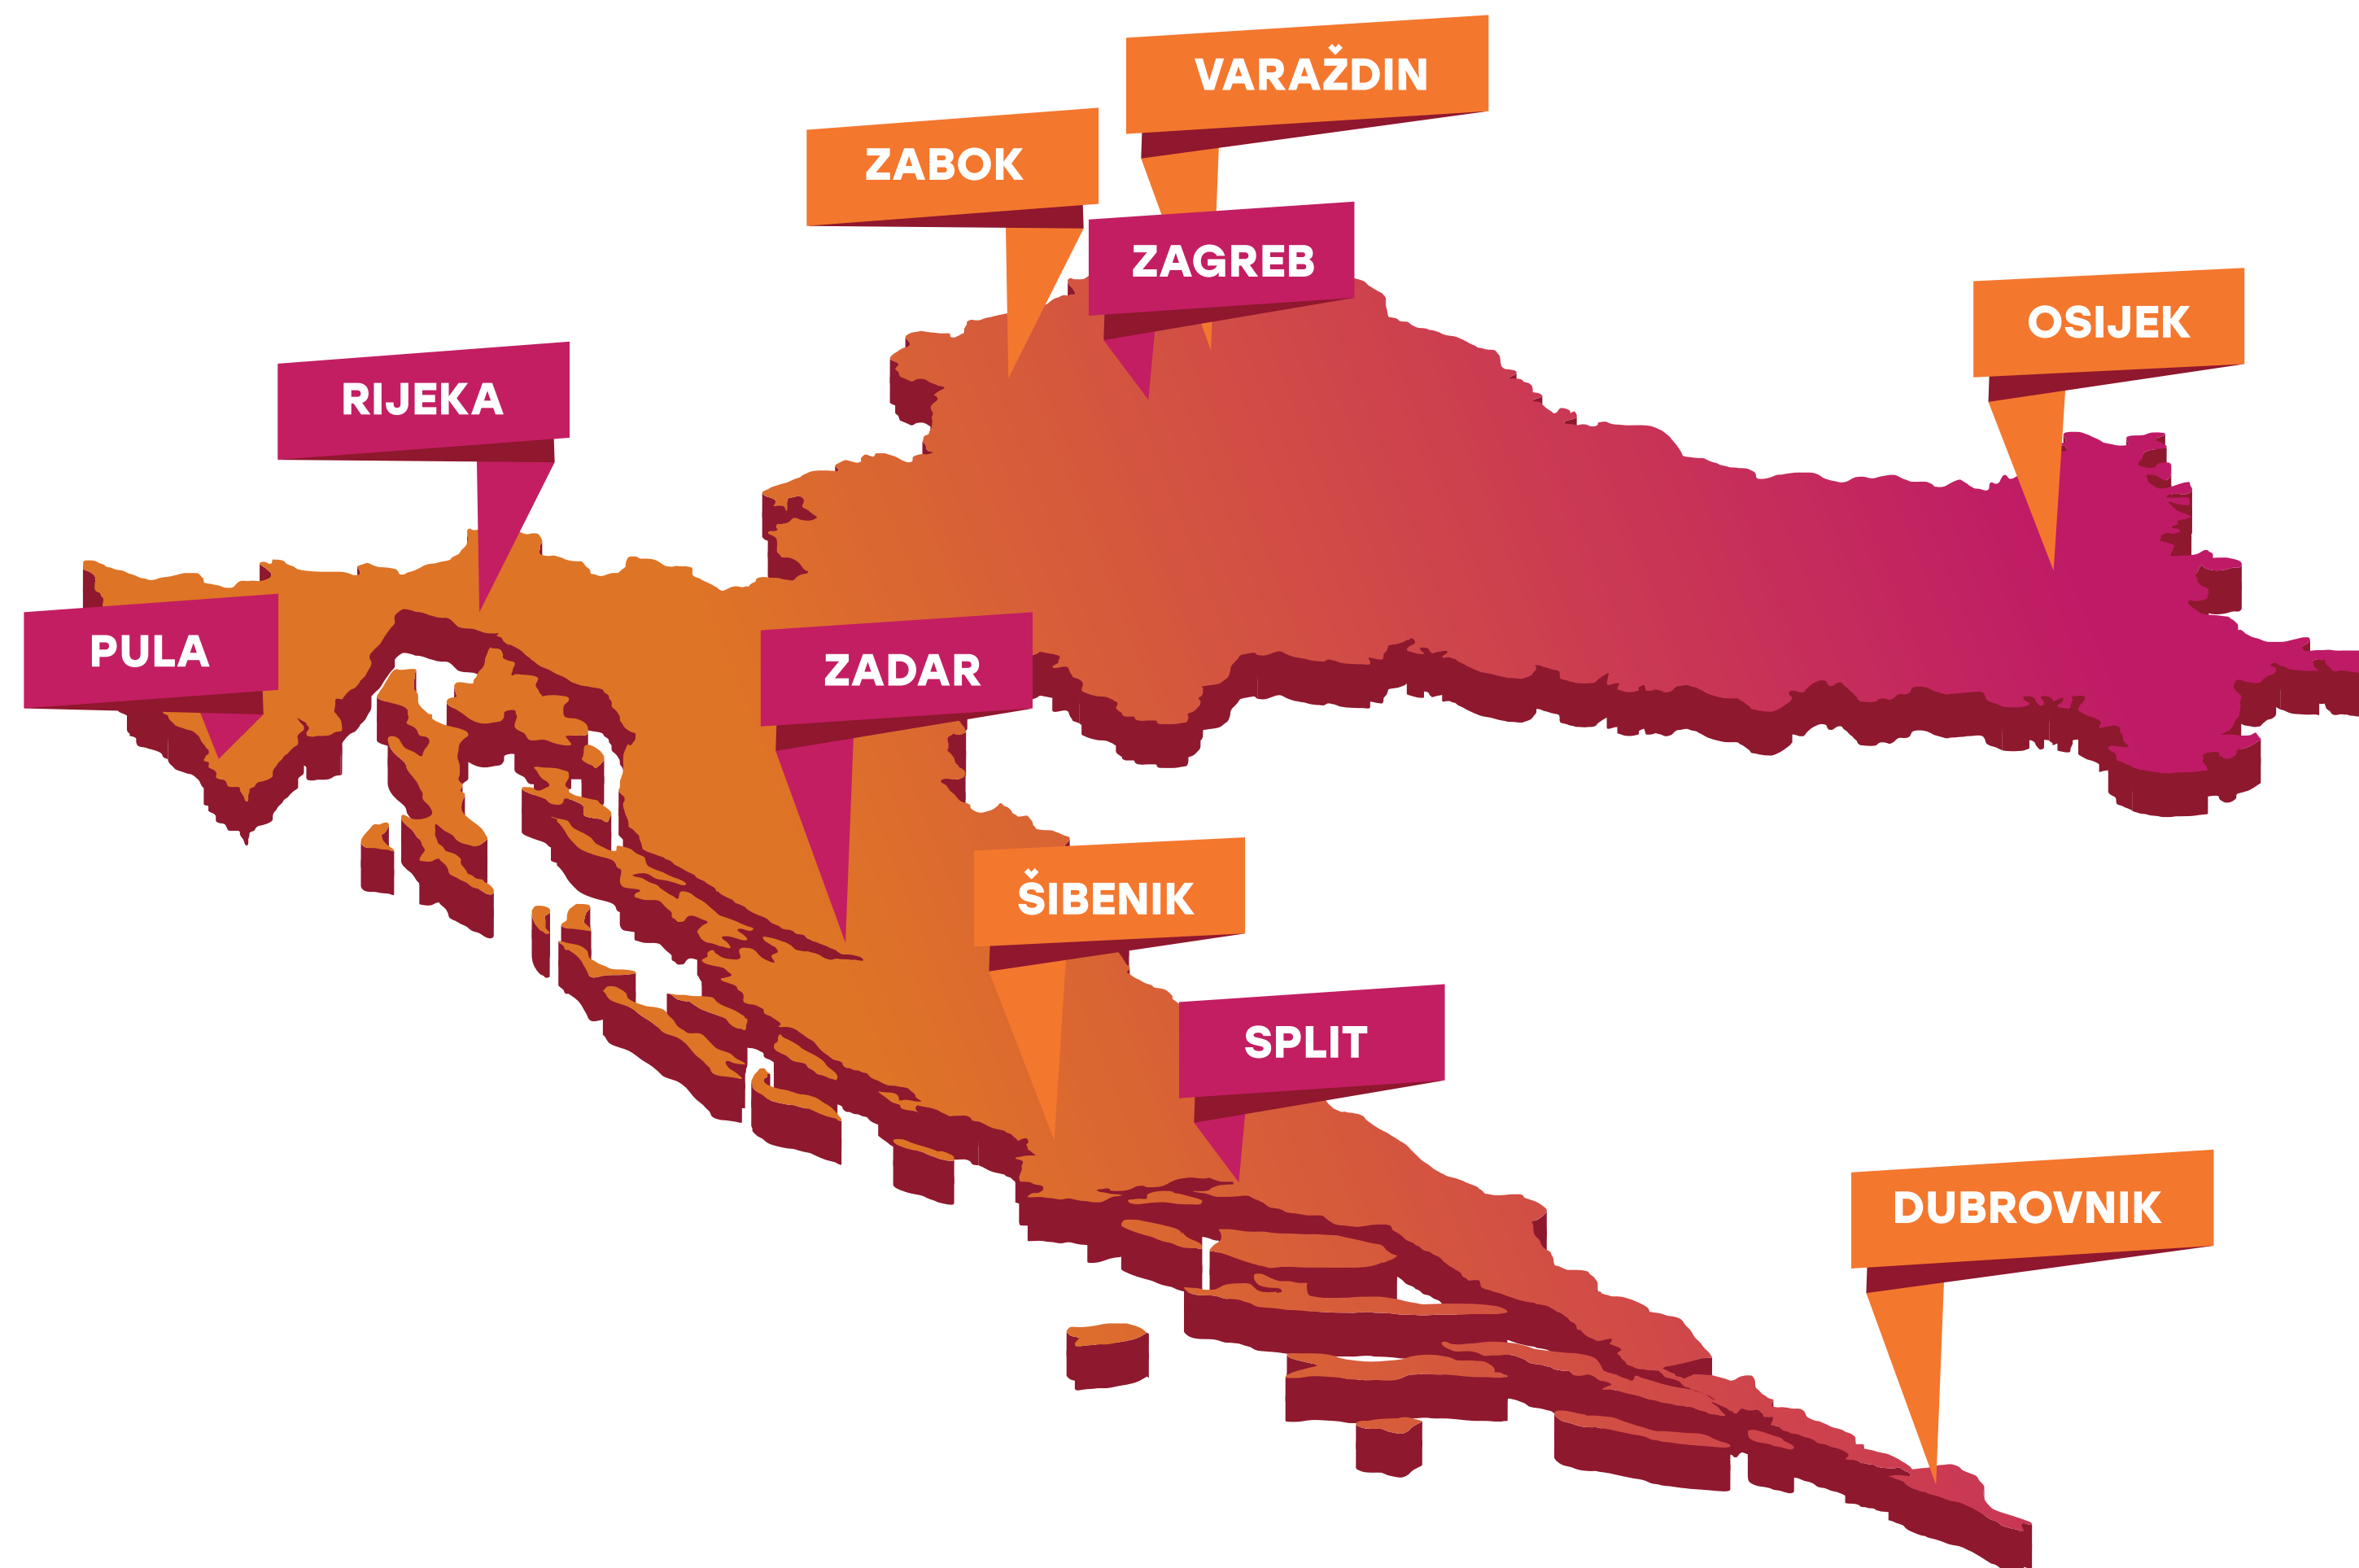 VARAŽDIN
ZABOK
ZAGREB
OSIJEK
RIJEKA
PULA
ZADAR
ŠIBENIK
SPLIT
DUBROVNIK